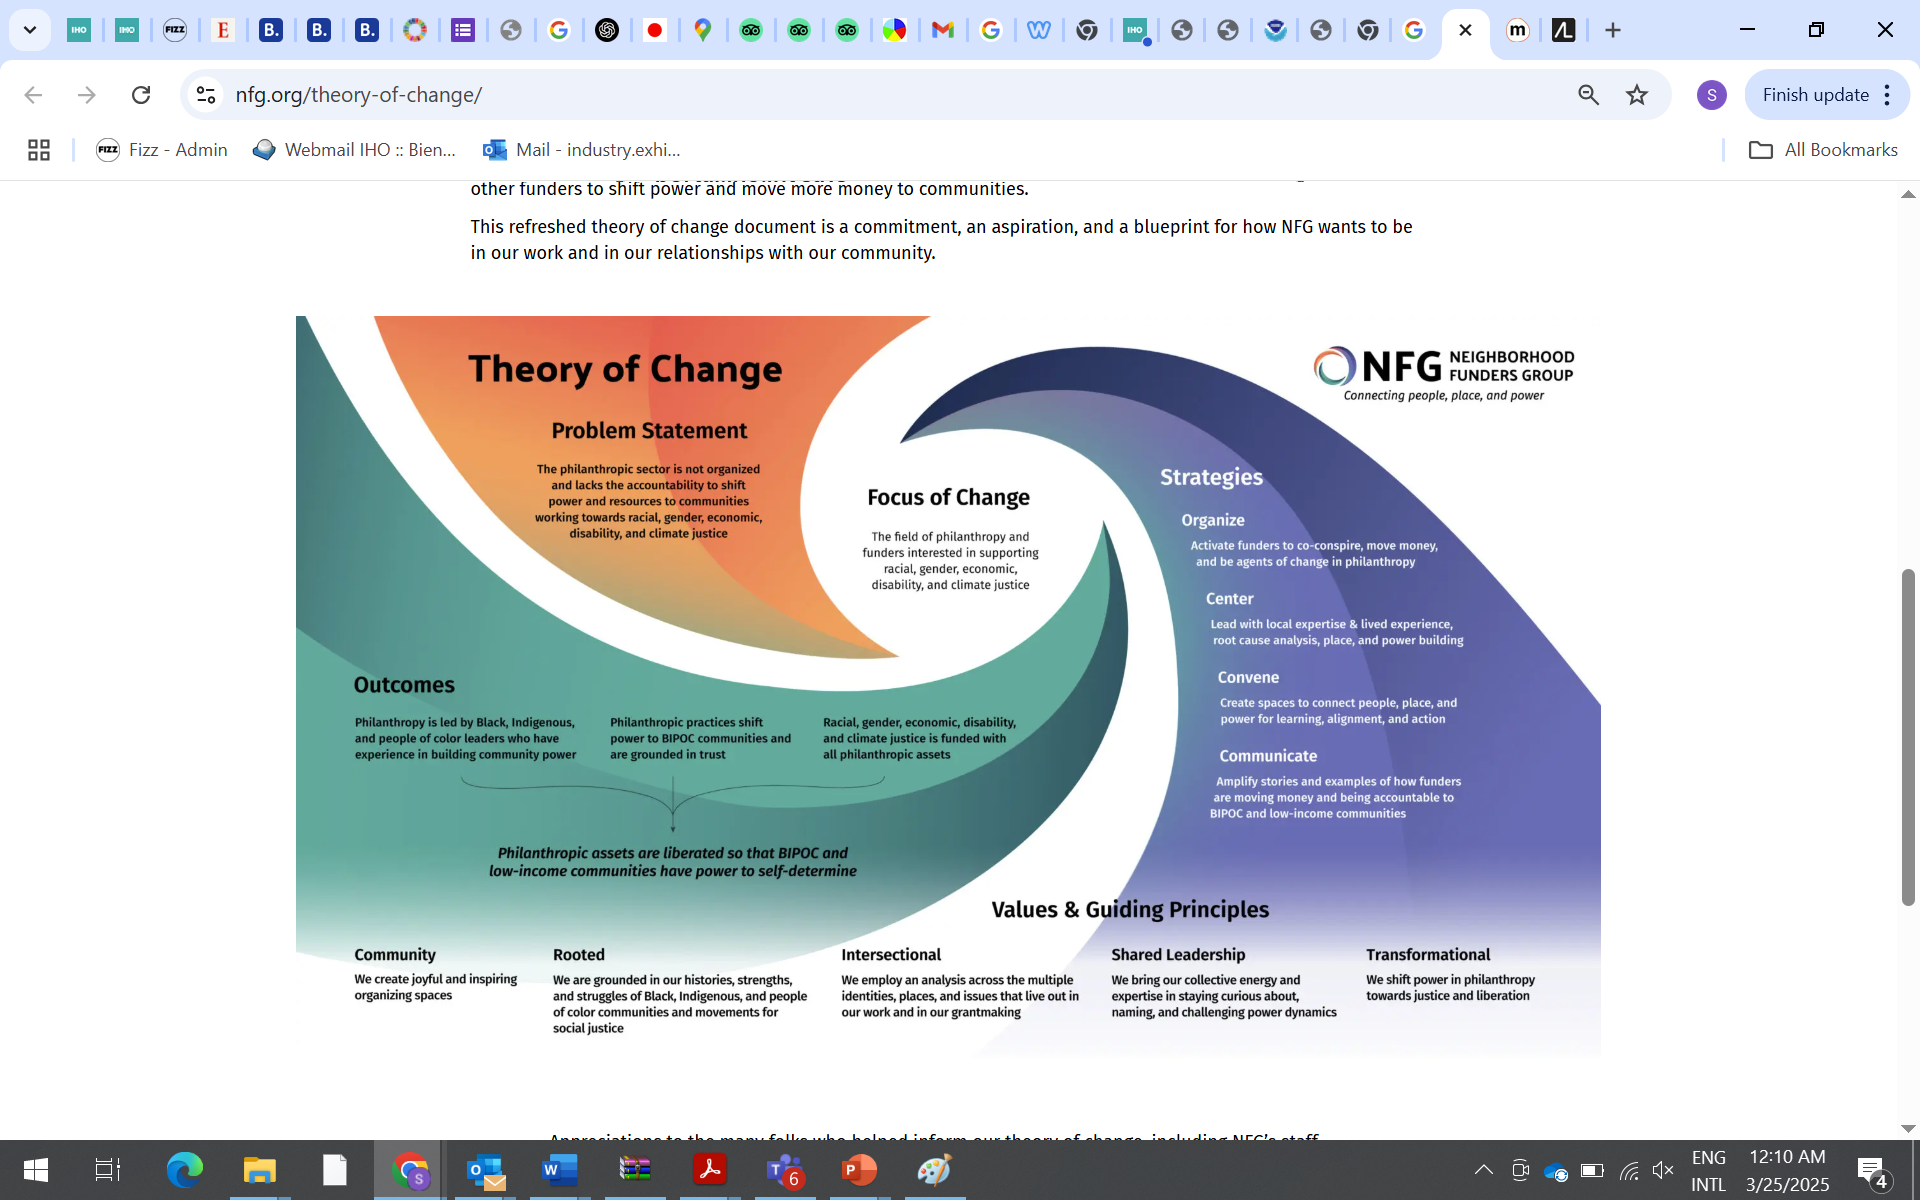 nfg.org/theory-of-change/
Finish update
Fizz - Admin
Webmail IHO :: Bien...
Mail - industry.exhi...
All Bookmarks
other funders to shift power and move more money to communities.
This refreshed theory of change document is a commitment, an aspiration, and a blueprint for how NFG wants to be
in our work and in our relationships with our community.
Theory of Change
NFG NEIGHBORHOOD
FUNDERS GROUP
Connecting people, place, and power
Problem Statement
The philanthropic sector is not organized
and lacks the accountability to shift
power and resources to communities
working towards racial, gender, economic,
disability, and climate justice
Focus of Change
The field of philanthropy and
funders interested in supporting
racial, gender, economic,
disability, and climate justice
Strategies
Organize
Activate funders to co-conspire, move money,
and be agents of change in philanthropy
Center
Lead with local expertise & lived experience,
root cause analysis, place, and power building
Convene
Create spaces to connect people, place, and
power for learning, alignment, and action
Communicate
Amplify stories and examples of how funders
are moving money and being accountable to
BIPOC and low-income communities
Outcomes
Philanthropy is led by Black, Indigenous,
and people of color leaders who have
experience in building community power
Philanthropic practices shift
power to BIPOC communities and
are grounded in trust
Racial, gender, economic, disability,
and climate justice is funded with
all philanthropic assets
Philanthropic assets are liberated so that BIPOC and
low-income communities have power to self-determine
Values & Guiding Principles
Community
We create joyful and inspiring
organizing spaces
Rooted
We are grounded in our histories, strengths,
and struggles of Black, Indigenous, and people
of color communities and movements for
social justice
Intersectional
We employ an analysis across the multiple
identities, places, and issues that live out in
our work and in our grantmaking
Shared Leadership
We bring our collective energy and
expertise in staying curious about,
naming, and challenging power dynamics
Transformational
We shift power in philanthropy
towards justice and liberation
Appreciations to the many folks who helped inform our theory of change, including NFG's staff
ENG
INTL
12:10 AM
3/25/2025